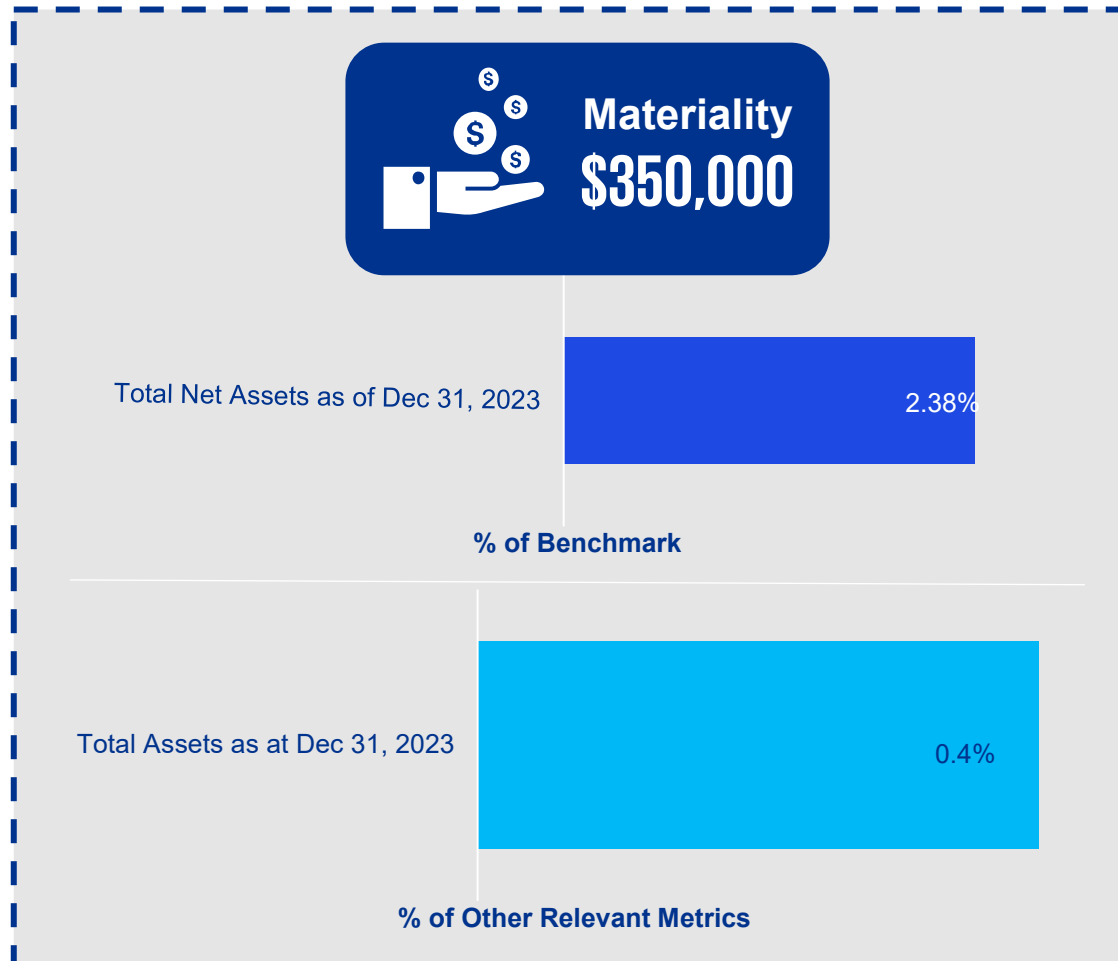 $
$
$
$
Materiality
$350,000
Total Net Assets as of Dec 31, 2023
2.38%
% of Benchmark
Total Assets as at Dec 31, 2023
0.4%
% of Other Relevant Metrics